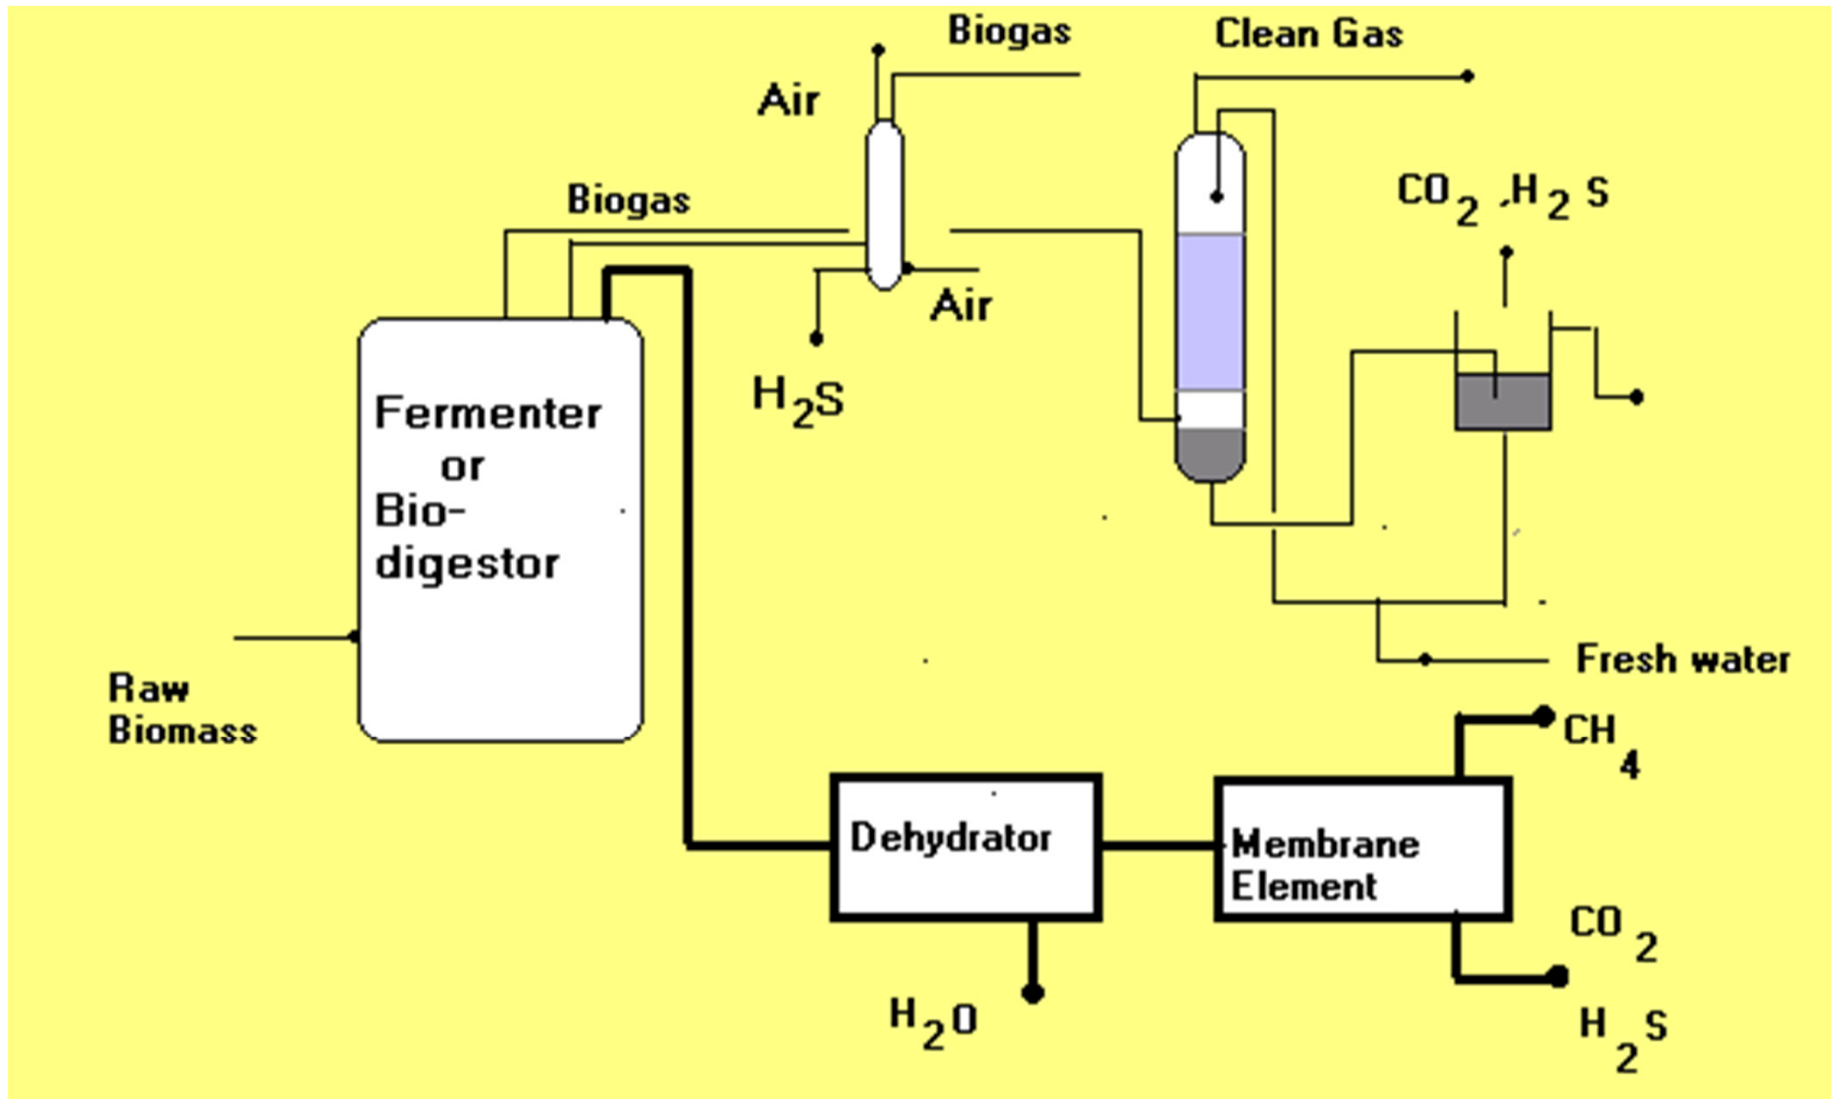 Biogas
Clean Gas
Air
CO2 ,H2 S
Biogas
Air
H2S
Fermenter
or
Bio-
digestor
Fresh water
Raw
Biomass
CH4
Dehydrator
Membrane
Element
CO2
H2O
H2S